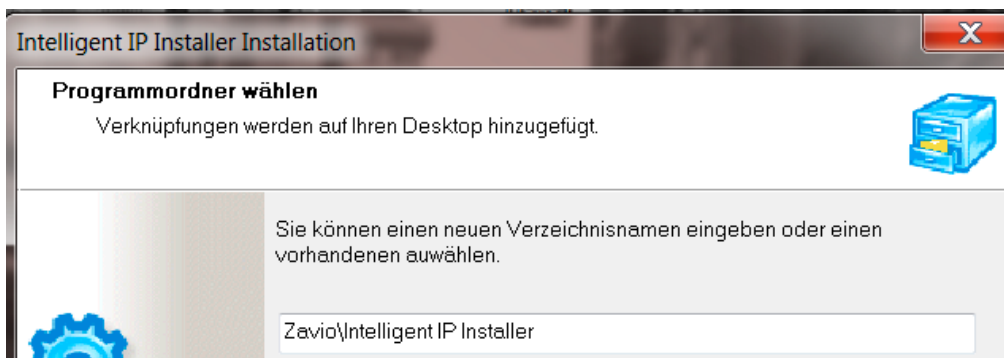 Intelligent IP Installer Installation
Programmordner wählen
Verknüpfungen werden auf Ihren Desktop hinzugefügt.
Sie können einen neuen Verzeichnisnamen eingeben oder einen
vorhandenen auwählen.
Zavio\Intelligent IP Installer